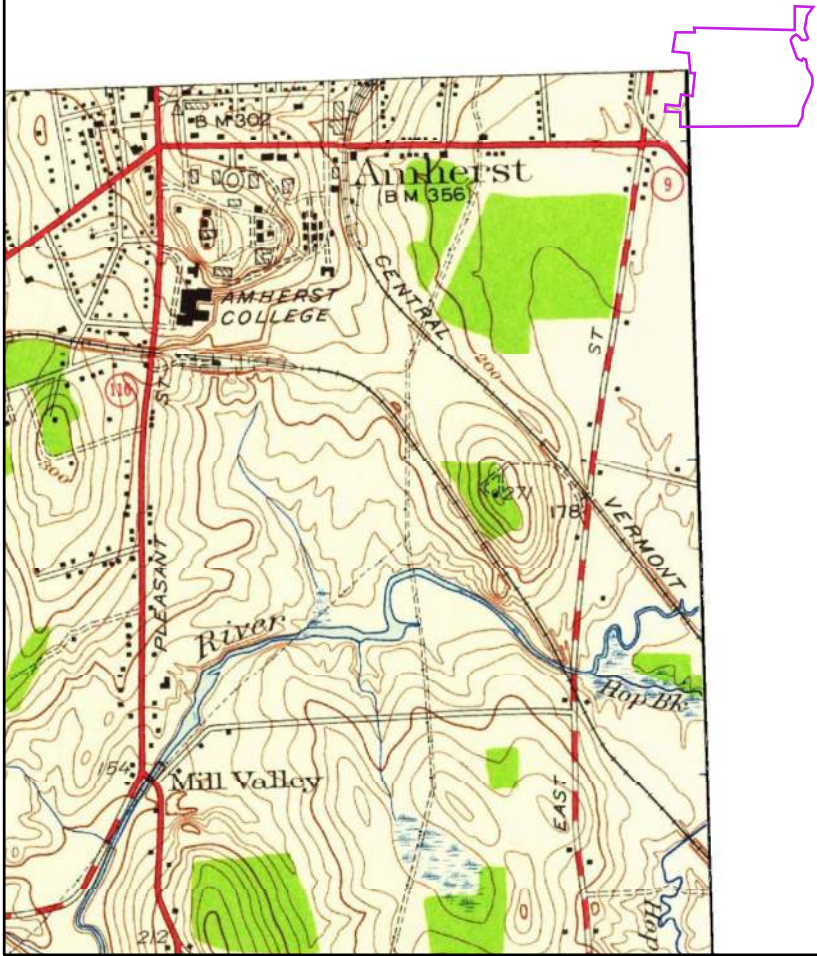 B M 302
Amherst
(B M 356)
9
CENTRAL
AMHERST
COLLEGE
ST
200
116
ST
300
271
178
VERMONT
PLEASANT
River
Hop Bk
154
Mill Valley
EAST
Hop
212